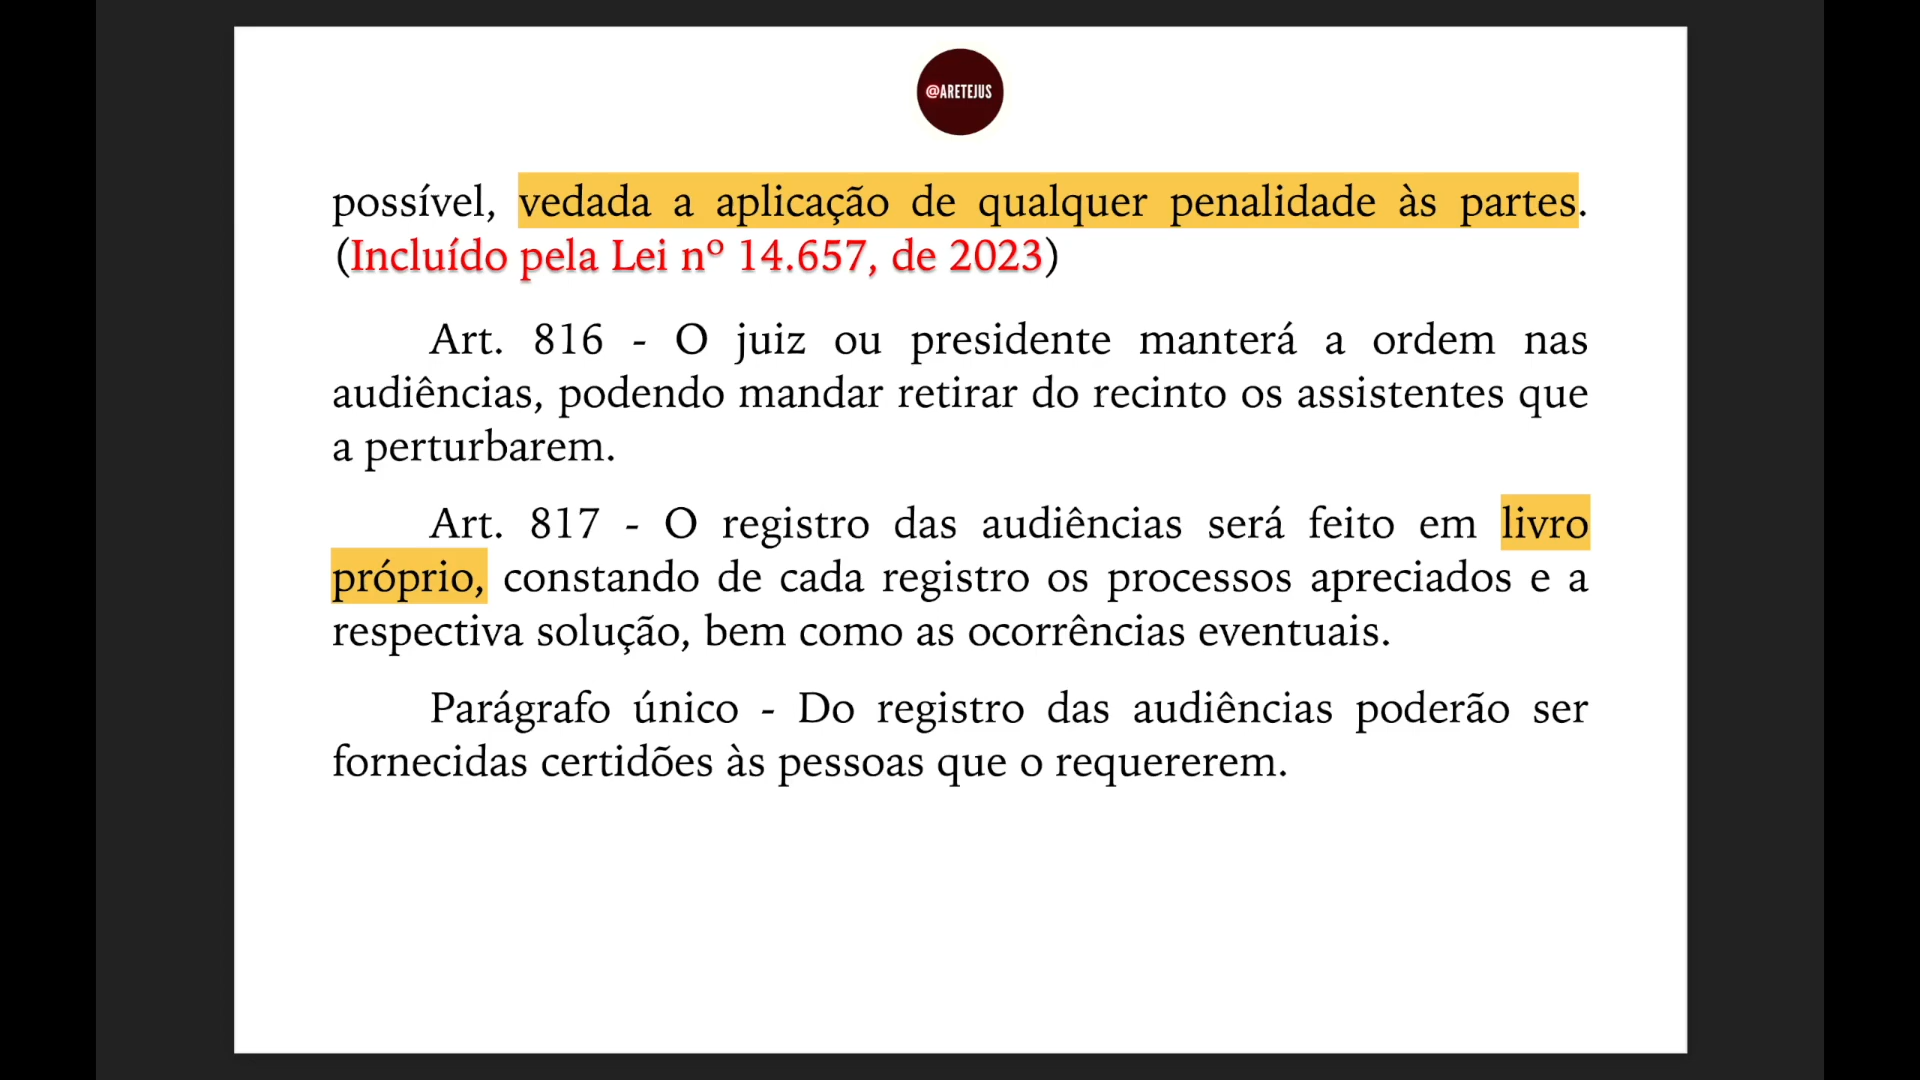 @ARETEJUS
possível, vedada a aplicação de qualquer penalidade às partes.
(Incluído pela Lei nº 14.657, de 2023)
Art. 816 - O juiz ou presidente manterá a ordem nas
audiências, podendo mandar retirar do recinto os assistentes que
a perturbarem.
Art. 817 - O registro das audiências será feito em livro
próprio, constando de cada registro os processos apreciados e a
respectiva solução, bem como as ocorrências eventuais.
Parágrafo único - Do registro das audiências poderão ser
fornecidas certidões às pessoas que o requererem.